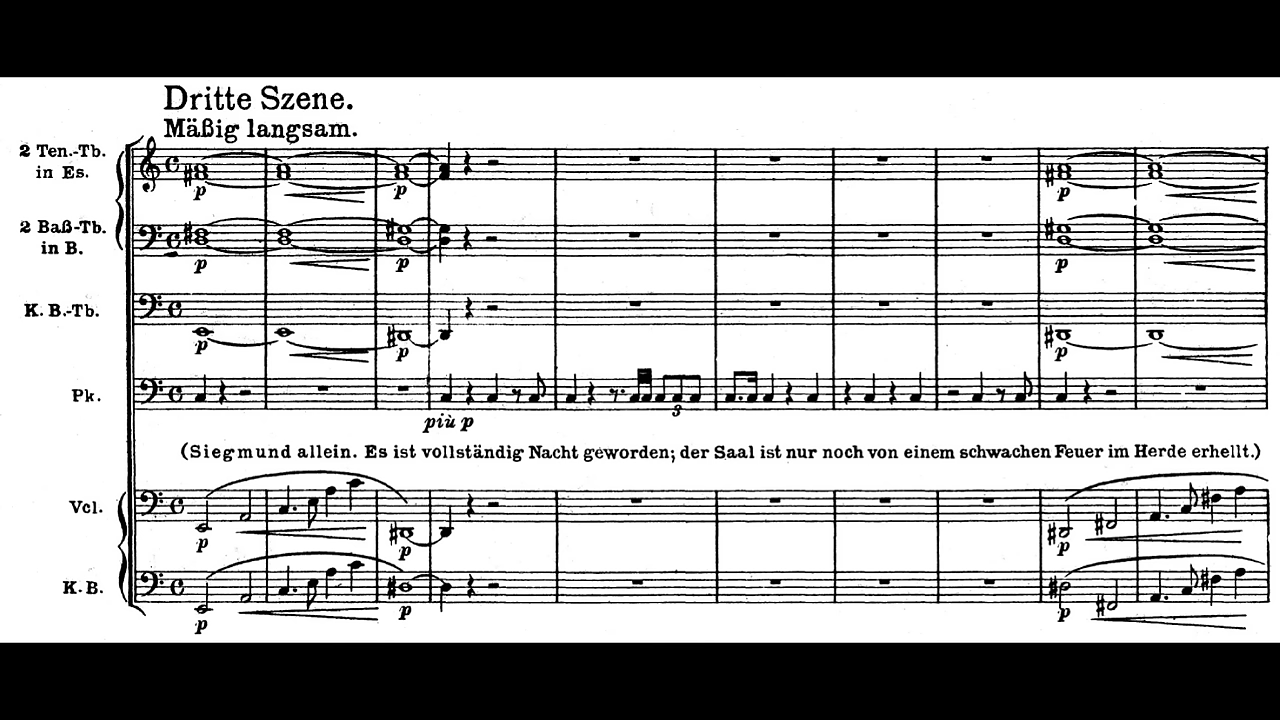 Dritte Szene.
Mäßig langsam.
2 Ten.-Tb.
in Es.
p
p
p
2 Baß-Tb.
in B.
p
p
p
K. B.-Tb.
p
p
p
Pk.
3
più p
(Siegmund allein. Es ist vollständig Nacht geworden; der Saal ist nur noch von einem schwachen Feuer im Herde erhellt.)
Vcl.
p
p
p
K. B.
p
p
p